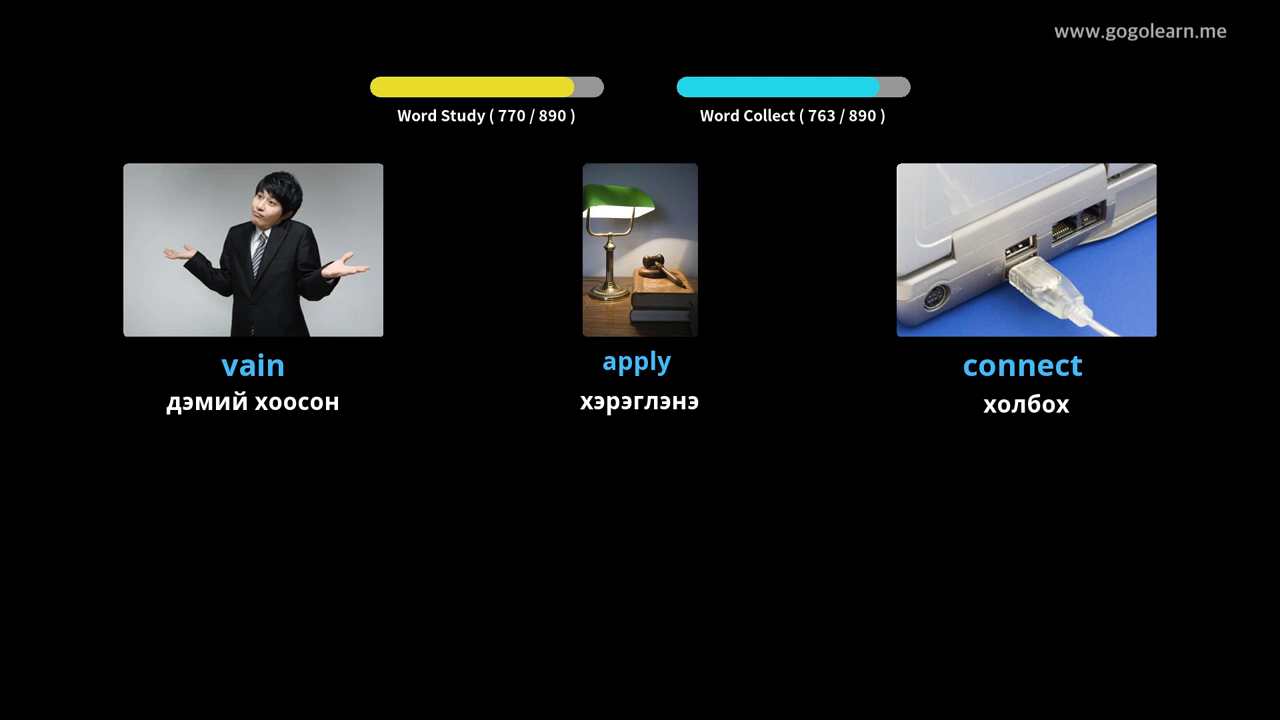 www.gogolearn.me
Word Study ( 770 / 890 )
Word Collect ( 763 / 890 )
vain
apply
connect
дэмий хоосон
хэрэглэнэ
холбох